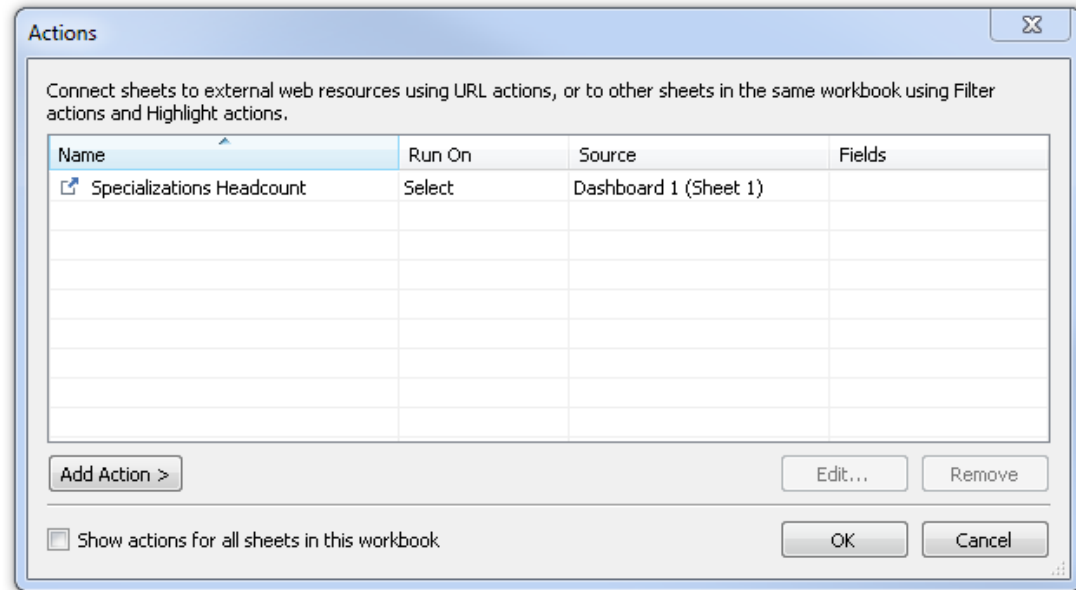 Actions
Connect sheets to external web resources using URL actions, or to other sheets in the same workbook using Filter
actions and Highlight actions.
Name Run On Source Fields
Specializations Headcount Select Dashboard 1 (Sheet 1)
Add Action > Edit... Remove
Show actions for all sheets in this workbook OK Cancel